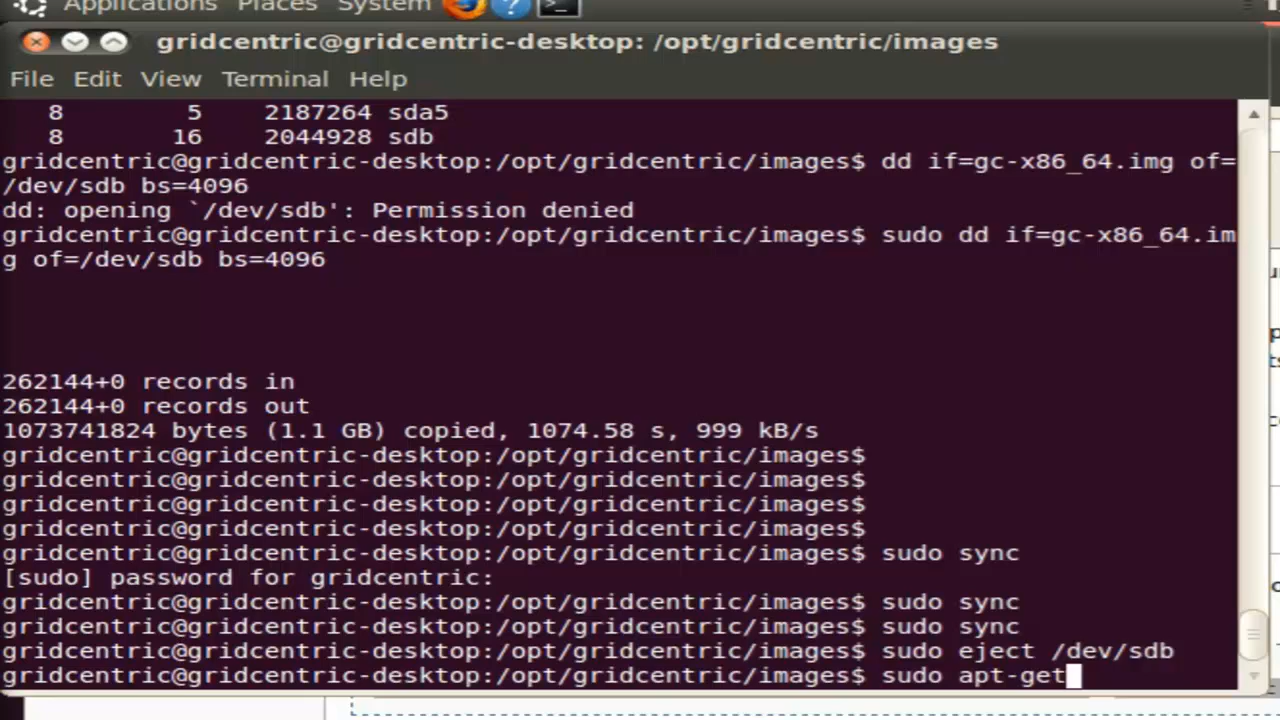 Applications Places System
gridcentric@gridcentric-desktop: /opt/gridcentric/images
File Edit View Terminal Help
8 5 2187264 sda5
8 16 2044928 sdb
gridcentric@gridcentric-desktop:/opt/gridcentric/images$ dd if=gc-x86_64.img of=
/dev/sdb bs=4096
dd: opening `/dev/sdb': Permission denied
gridcentric@gridcentric-desktop:/opt/gridcentric/images$ sudo dd if=gc-x86_64.im
g of=/dev/sdb bs=4096
262144+0 records in
262144+0 records out
1073741824 bytes (1.1 GB) copied, 1074.58 s, 999 kB/s
gridcentric@gridcentric-desktop:/opt/gridcentric/images$
gridcentric@gridcentric-desktop:/opt/gridcentric/images$
gridcentric@gridcentric-desktop:/opt/gridcentric/images$
gridcentric@gridcentric-desktop:/opt/gridcentric/images$
gridcentric@gridcentric-desktop:/opt/gridcentric/images$ sudo sync
[sudo] password for gridcentric:
gridcentric@gridcentric-desktop:/opt/gridcentric/images$ sudo sync
gridcentric@gridcentric-desktop:/opt/gridcentric/images$ sudo sync
gridcentric@gridcentric-desktop:/opt/gridcentric/images$ sudo eject /dev/sdb
gridcentric@gridcentric-desktop:/opt/gridcentric/images$ sudo apt-get